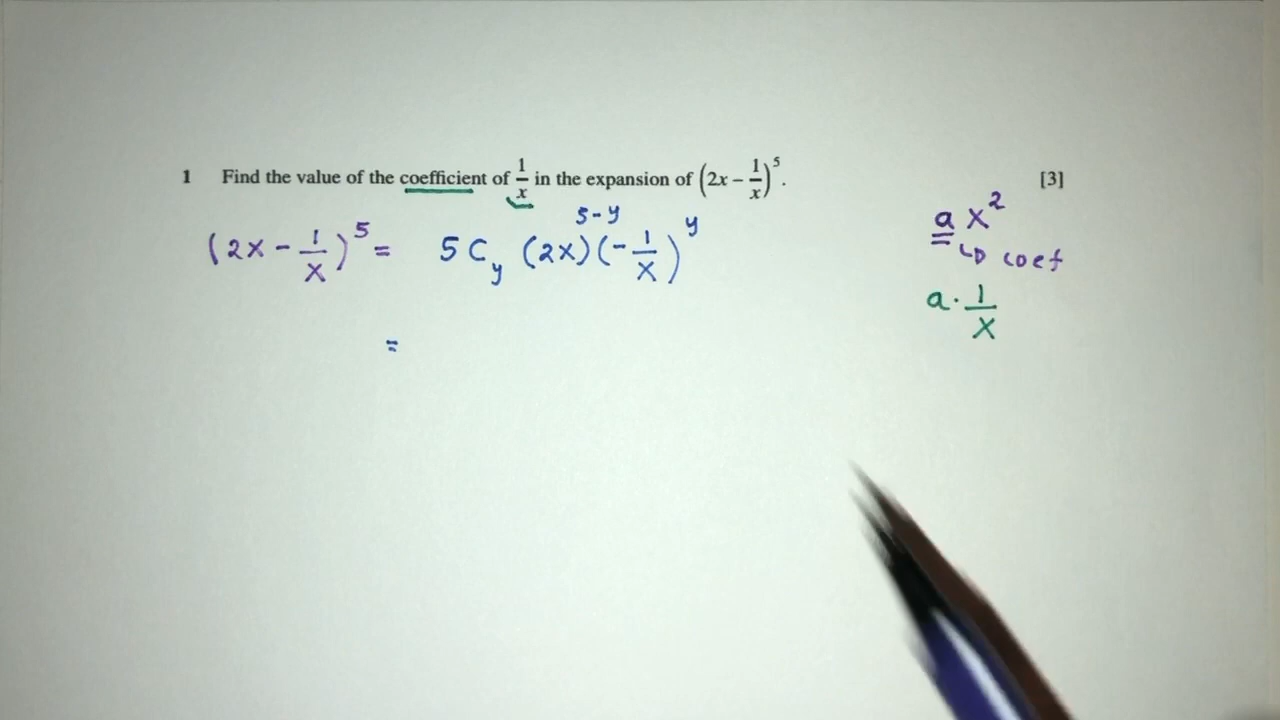 1 Find the value of the coefficient of 1/x in the expansion of (2x − 1/x)^5. [3]
(2x − 1/x)^5 = 5C_y (2x)^(5-y) (−1/x)^y
=
a x^2
↳ coef
a · 1/x